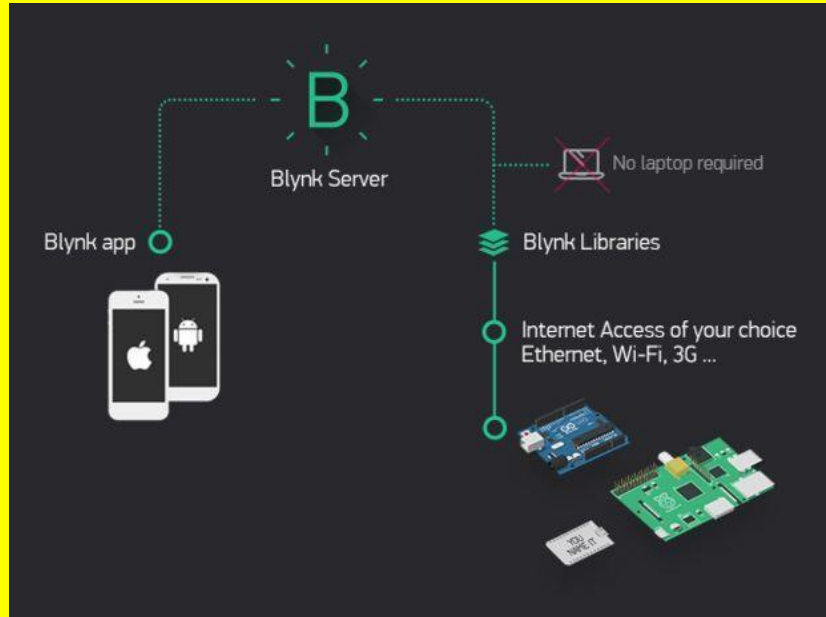 B
Blynk Server
No laptop required
Blynk app
Blynk Libraries
Internet Access of your choice
Ethernet, Wi-Fi, 3G ...
YOU
NAME IT